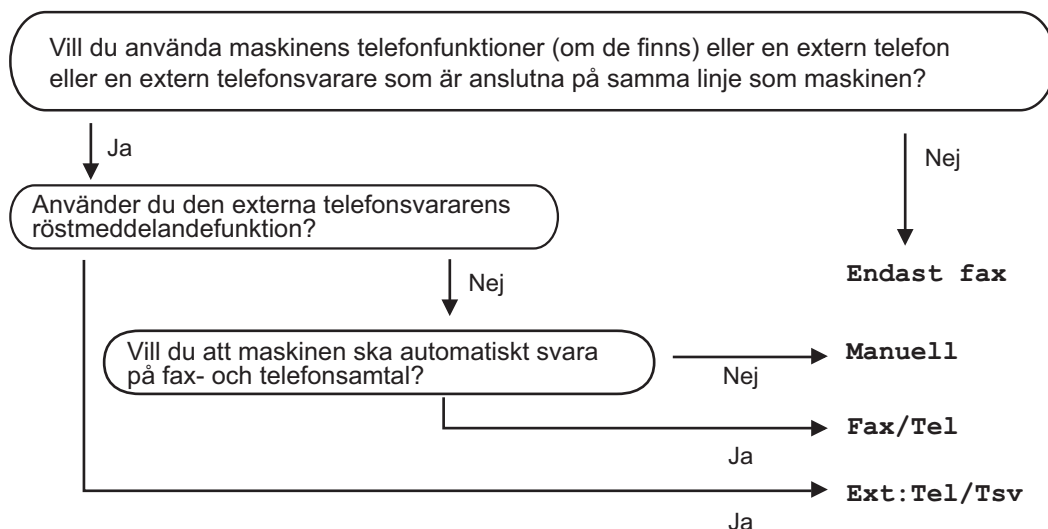 Vill du använda maskinens telefonfunktioner (om de finns) eller en extern telefon
eller en extern telefonsvarare som är anslutna på samma linje som maskinen?
Ja
Nej
Använder du den externa telefonsvararens
röstmeddelandefunktion?
Endast fax
Nej
Vill du att maskinen ska automatiskt svara
på fax- och telefonsamtal?
Manuell
Nej
Fax/Tel
Ja
Ext:Tel/Tsv
Ja